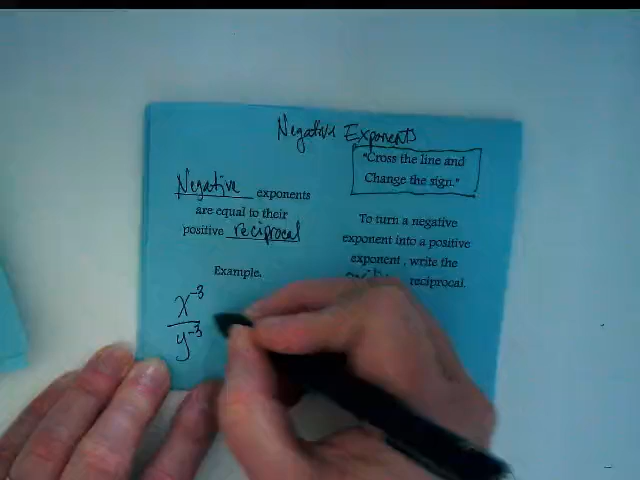 Negative Exponents
"Cross the line and
Change the sign."
Negative exponents
are equal to their
positive reciprocal
To turn a negative
exponent into a positive
exponent , write the
reciprocal.
Example.
x^-3
y^-3